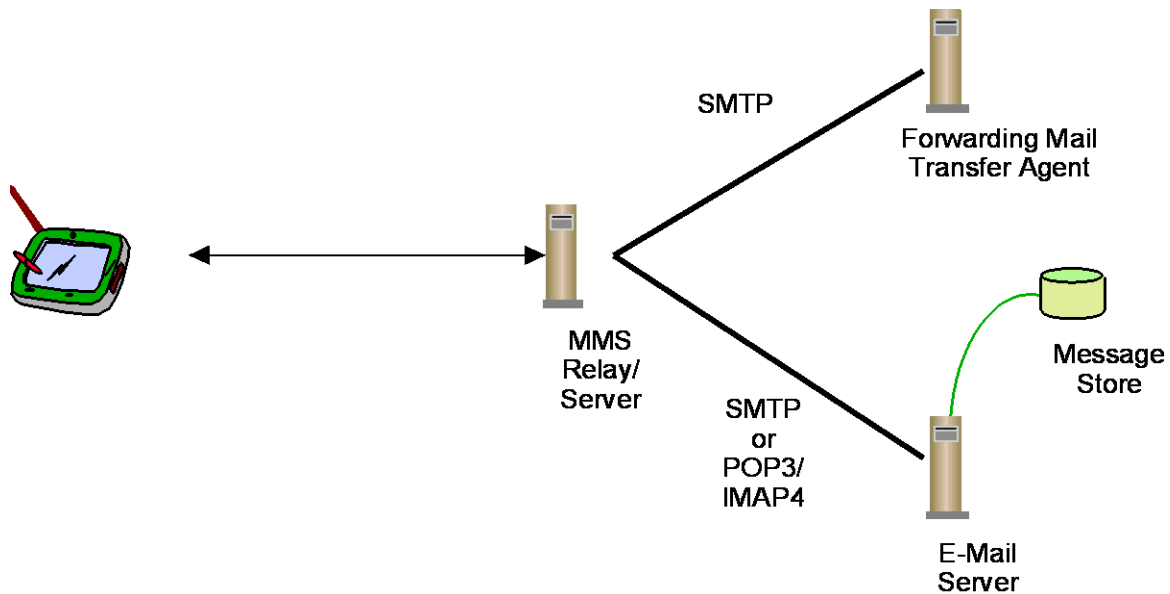 SMTP
Forwarding Mail
Transfer Agent
MMS
Relay/
Server
Message
Store
SMTP
or
POP3/
IMAP4
E-Mail
Server